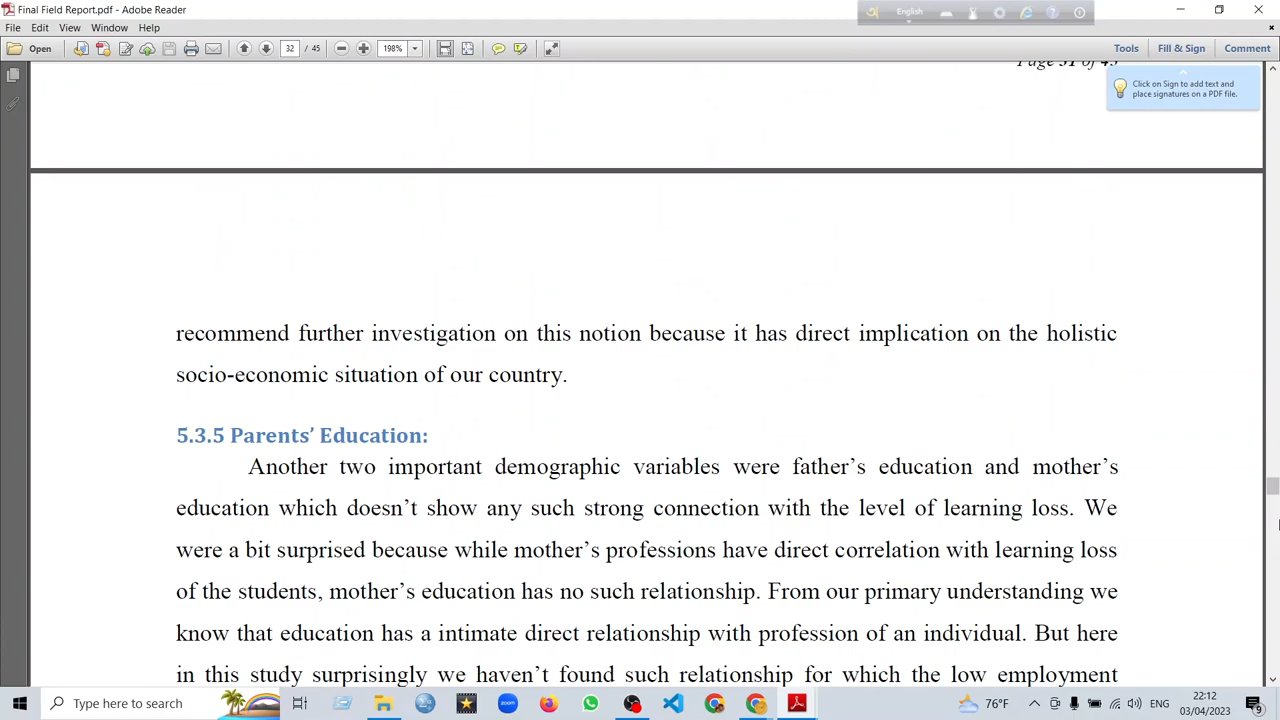 Final Field Report.pdf - Adobe Reader
English
File Edit View Window Help
Open 32 / 45 198% Tools Fill & Sign Comment
Page 31 of 45
Click on Sign to add text and
place signatures on a PDF file.
recommend further investigation on this notion because it has direct implication on the holistic
socio-economic situation of our country.
5.3.5 Parents’ Education:
Another two important demographic variables were father’s education and mother’s
education which doesn’t show any such strong connection with the level of learning loss. We
were a bit surprised because while mother’s professions have direct correlation with learning loss
of the students, mother’s education has no such relationship. From our primary understanding we
know that education has a intimate direct relationship with profession of an individual. But here
in this study surprisingly we haven’t found such relationship for which the low employment
Type here to search
zoom
76°F
ENG
22:12
03/04/2023
9